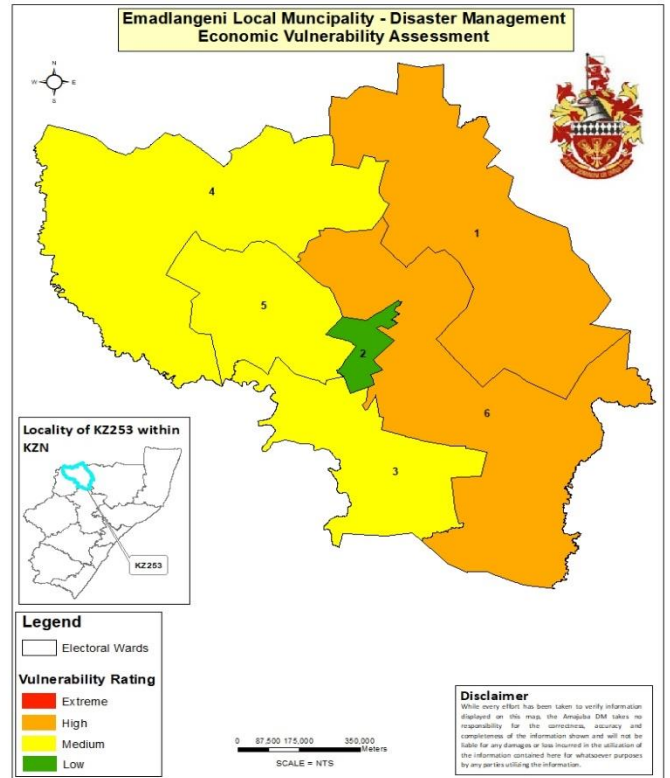 Emadlangeni Local Muncipality - Disaster Management
Economic Vulnerability Assessment
N
W E
S
4
1
5
2
6
3
Locality of KZ253 within
KZN
KZ253
Legend
Electoral Wards
Vulnerability Rating
Extreme
High
Medium
Low
0 87,500 175,000 350,000
Meters
SCALE = NTS
Disclaimer
While every effort has been taken to verify information
displayed on this map, the Amajuba DM takes no
responsibility for the correctness, accuracy and
completeness of the information shown and will not be
liable for any damages or loss incurred in the utilization of
the information contained here for whatsoever purposes
by any parties utilizing the information.